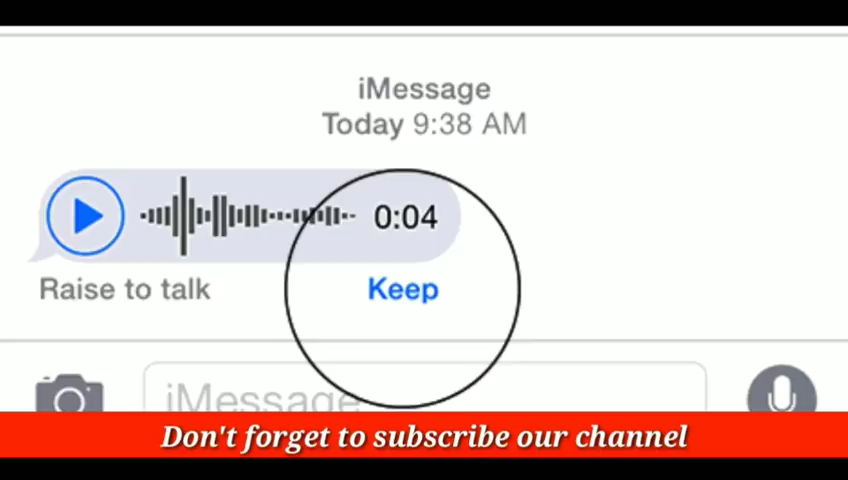 iMessage
Today 9:38 AM
0:04
Raise to talk
Keep
iMessage
Don't forget to subscribe our channel